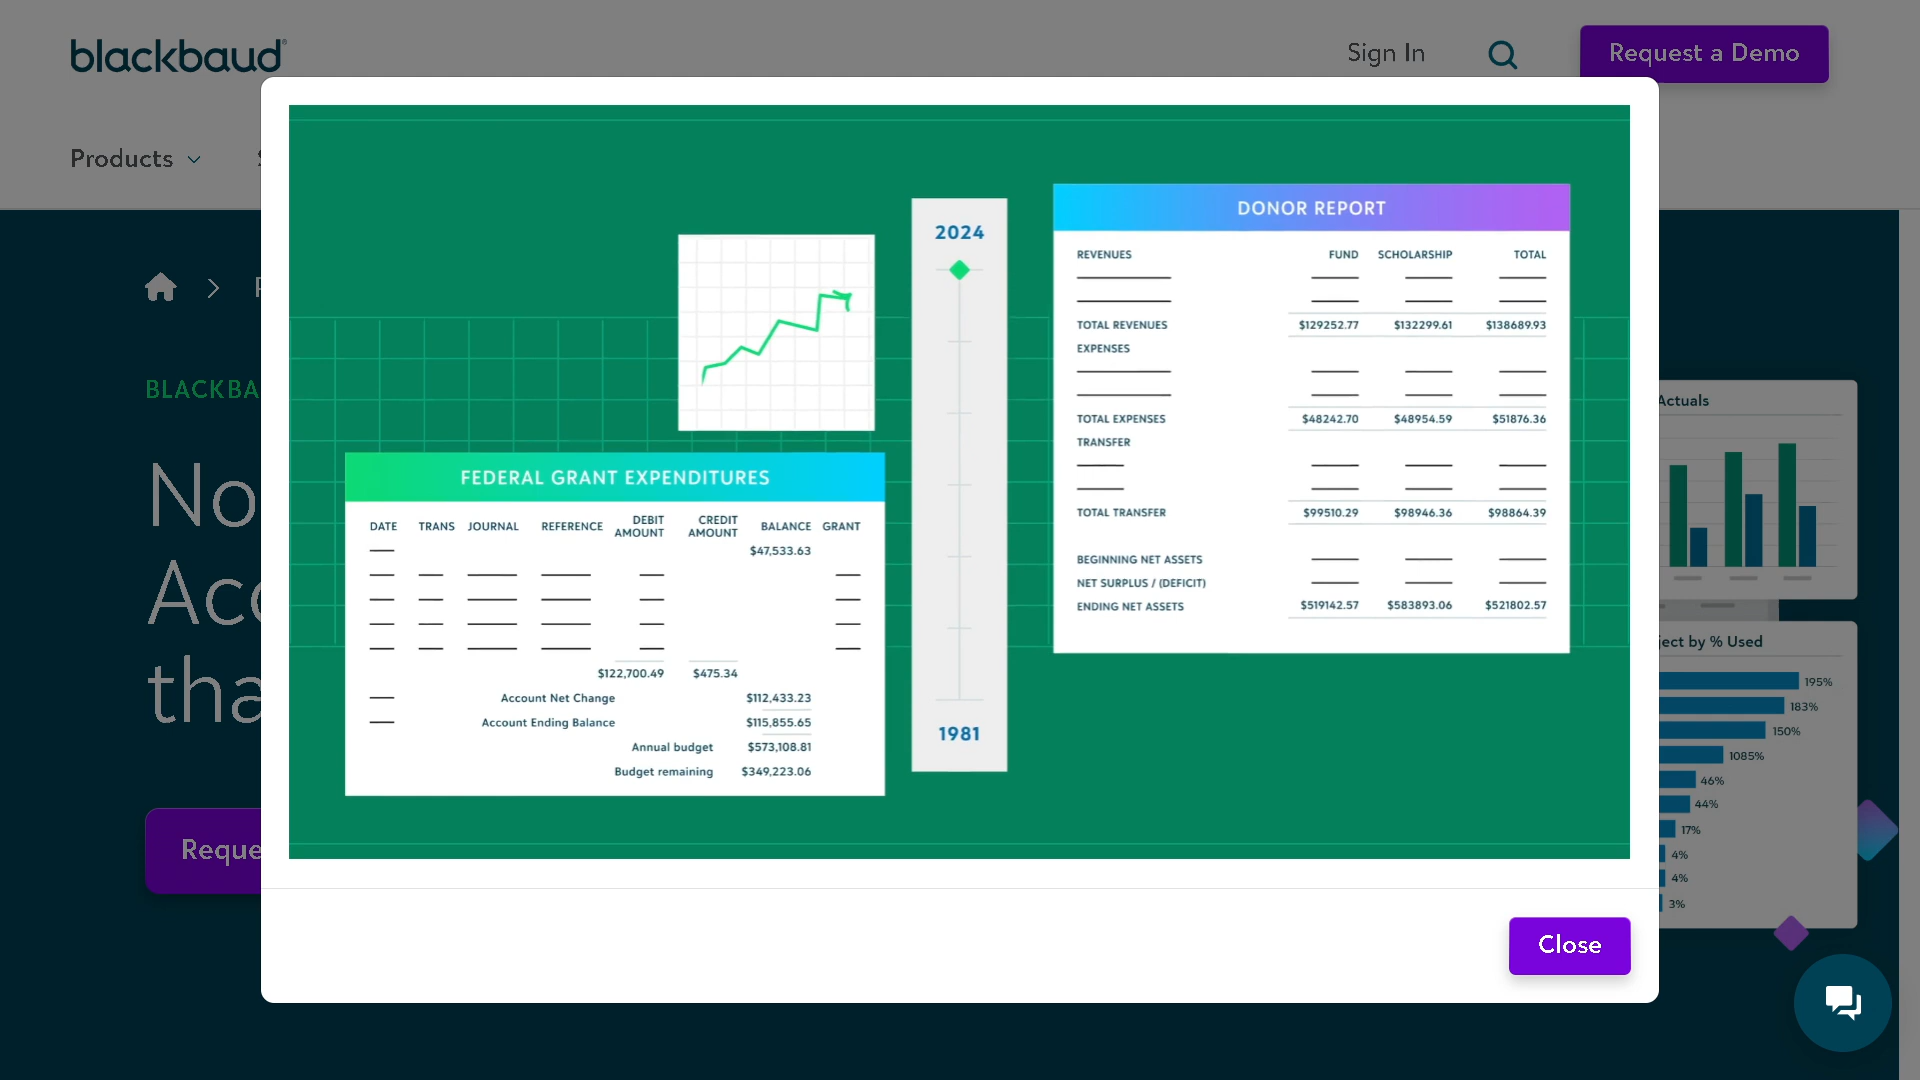 blackbaud
Sign In
Request a Demo
Products
BLACKBA
No
Acc
tha
Reque
2024
1981
FEDERAL GRANT EXPENDITURES
DATE TRANS JOURNAL REFERENCE DEBIT AMOUNT CREDIT AMOUNT BALANCE GRANT
$47,533.63
$122,700.49 $475.34
Account Net Change $112,433.23
Account Ending Balance $115,855.65
Annual budget $573,108.81
Budget remaining $349,223.06
DONOR REPORT
REVENUES FUND SCHOLARSHIP TOTAL
TOTAL REVENUES $129252.77 $132299.61 $138689.93
EXPENSES
TOTAL EXPENSES $48242.70 $48954.59 $51876.36
TRANSFER
TOTAL TRANSFER $99510.29 $98946.36 $98864.39
BEGINNING NET ASSETS
NET SURPLUS / (DEFICIT)
ENDING NET ASSETS $519142.57 $583893.06 $521802.57
Actuals
ject by % Used
195%
183%
150%
1085%
46%
44%
17%
4%
4%
3%
Close